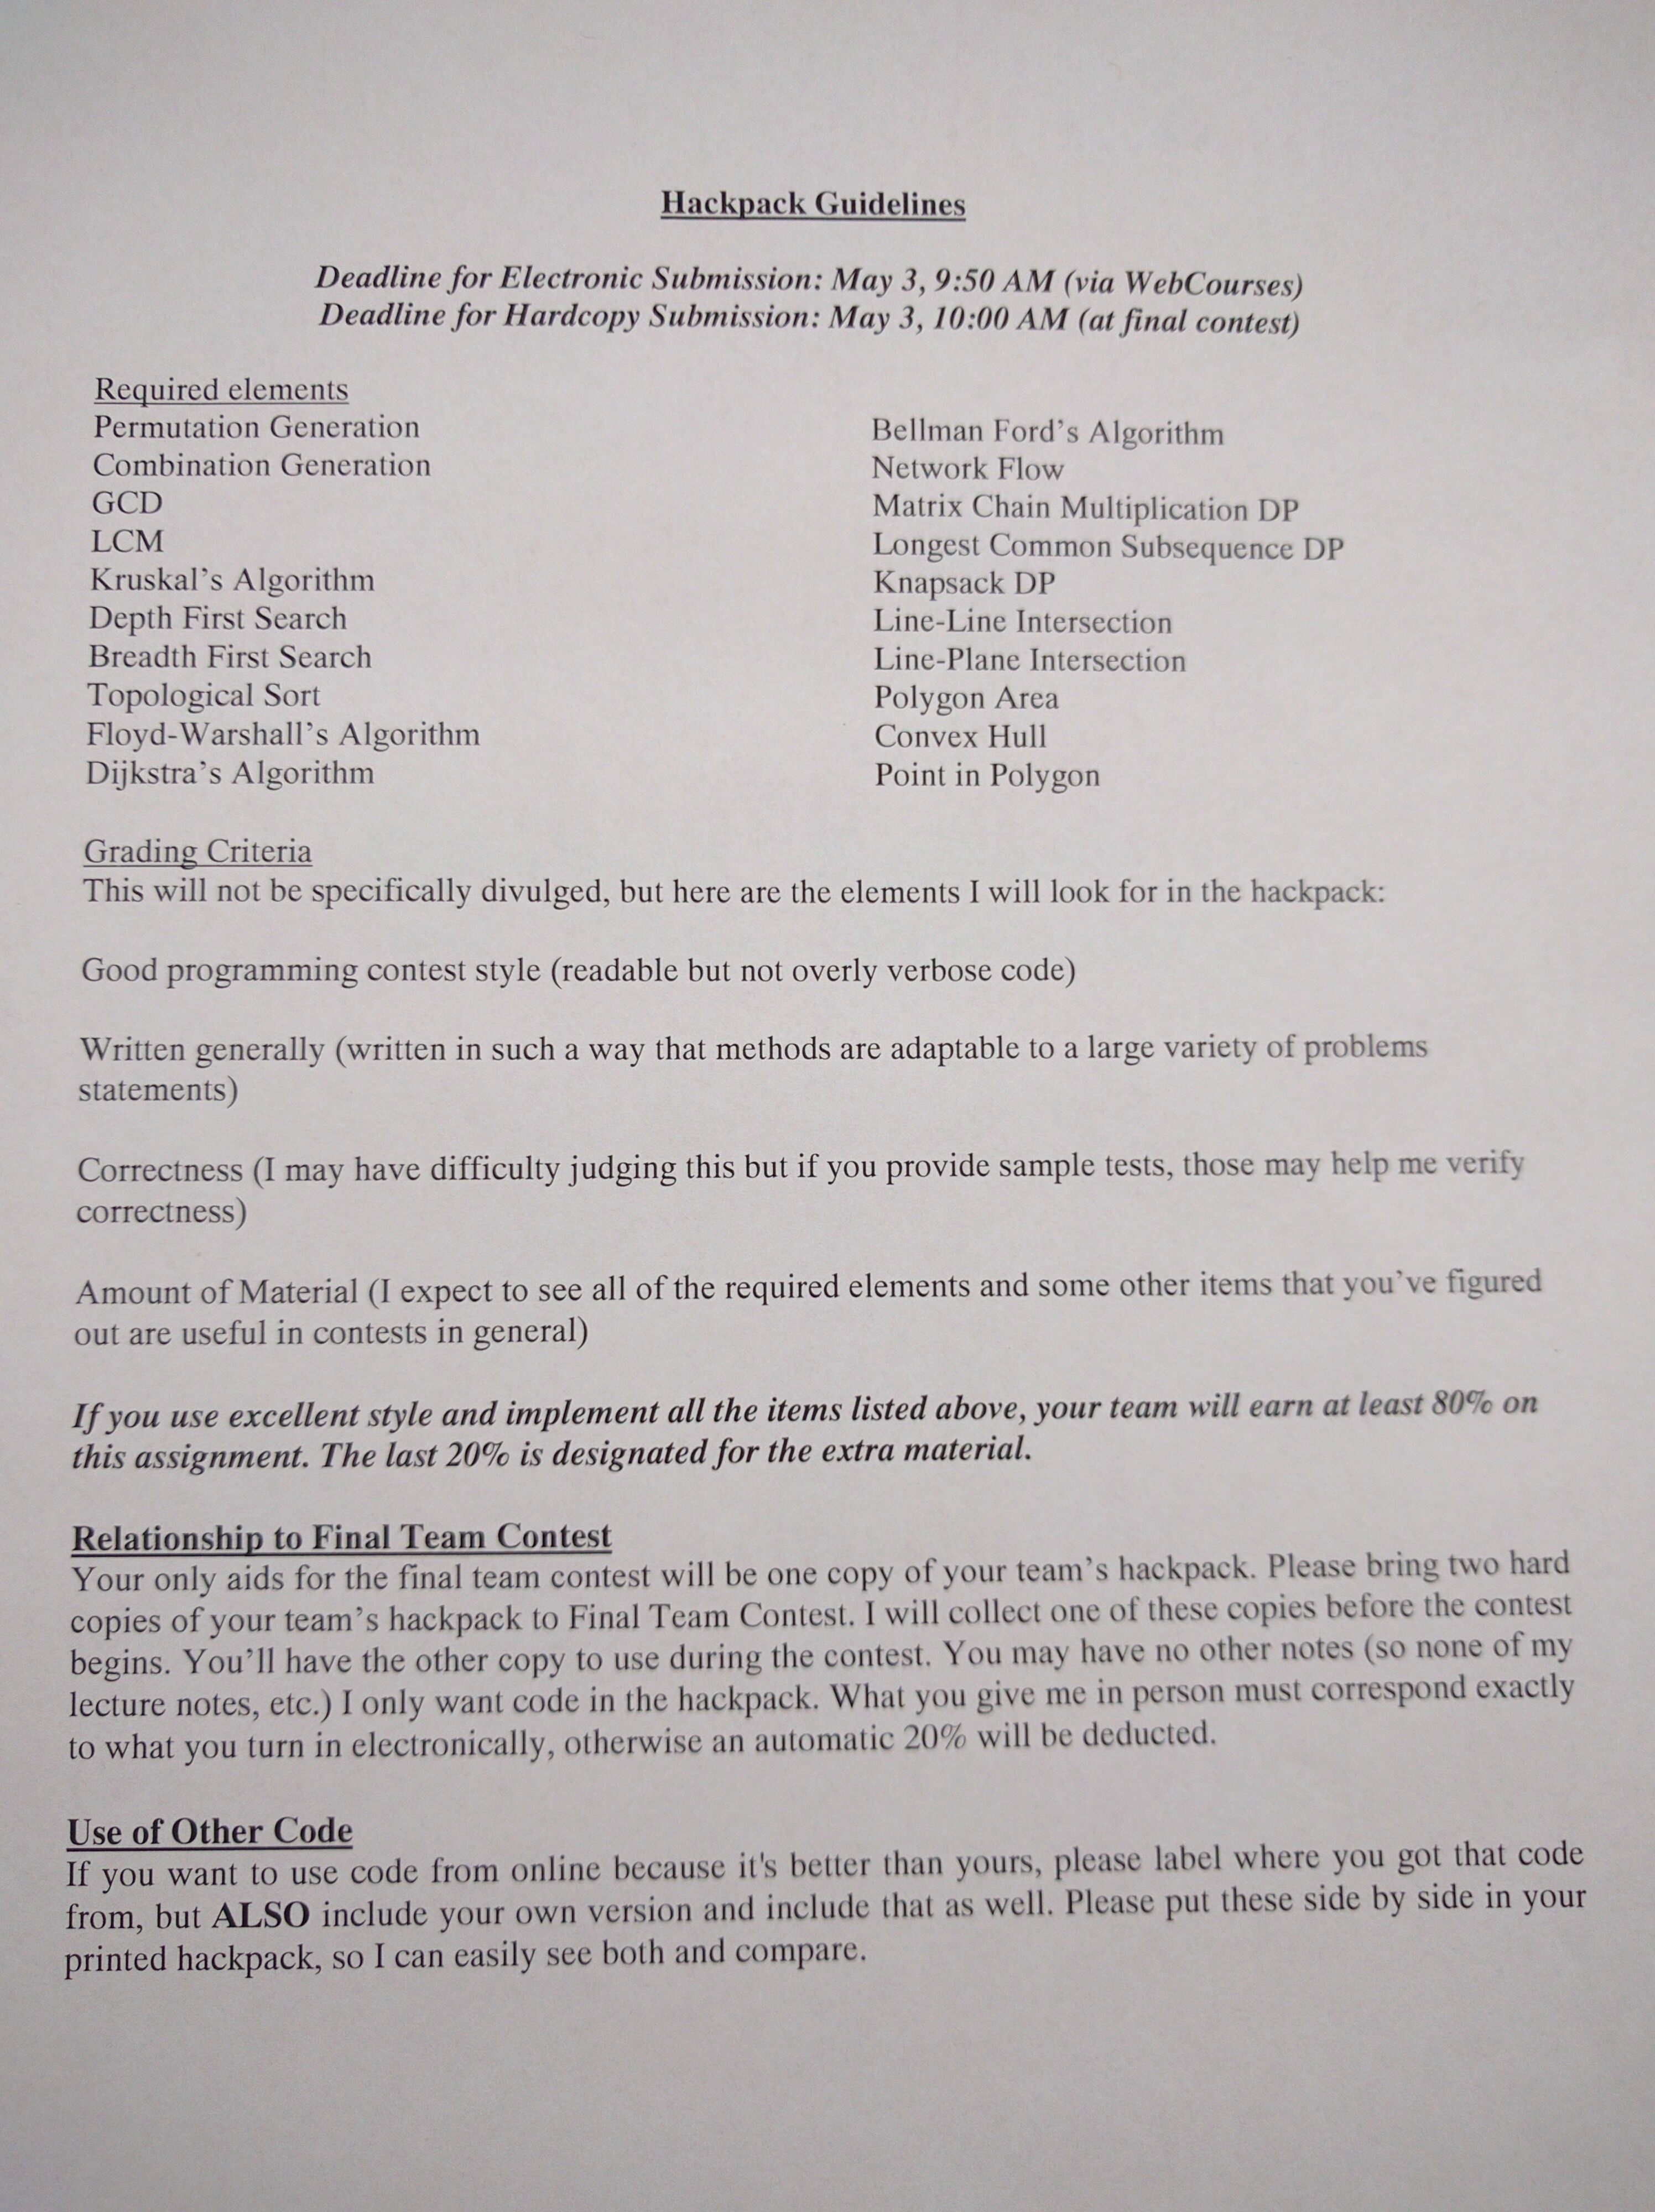 Hackpack Guidelines
Deadline for Electronic Submission: May 3, 9:50 AM (via WebCourses)
Deadline for Hardcopy Submission: May 3, 10:00 AM (at final contest)
Required elements
Permutation Generation
Combination Generation
GCD
LCM
Kruskal's Algorithm
Depth First Search
Breadth First Search
Topological Sort
Floyd-Warshall's Algorithm
Dijkstra's Algorithm
Bellman Ford's Algorithm
Network Flow
Matrix Chain Multiplication DP
Longest Common Subsequence DP
Knapsack DP
Line-Line Intersection
Line-Plane Intersection
Polygon Area
Convex Hull
Point in Polygon
Grading Criteria
This will not be specifically divulged, but here are the elements I will look for in the hackpack:
Good programming contest style (readable but not overly verbose code)
Written generally (written in such a way that methods are adaptable to a large variety of problems
statements)
Correctness (I may have difficulty judging this but if you provide sample tests, those may help me verify
correctness)
Amount of Material (I expect to see all of the required elements and some other items that you've figured
out are useful in contests in general)
If you use excellent style and implement all the items listed above, your team will earn at least 80% on
this assignment. The last 20% is designated for the extra material.
Relationship to Final Team Contest
Your only aids for the final team contest will be one copy of your team's hackpack. Please bring two hard
copies of your team's hackpack to Final Team Contest. I will collect one of these copies before the contest
begins. You'll have the other copy to use during the contest. You may have no other notes (so none of my
lecture notes, etc.) I only want code in the hackpack. What you give me in person must correspond exactly
to what you turn in electronically, otherwise an automatic 20% will be deducted.
Use of Other Code
If you want to use code from online because it's better than yours, please label where you got that code
from, but ALSO include your own version and include that as well. Please put these side by side in your
printed hackpack, so I can easily see both and compare.